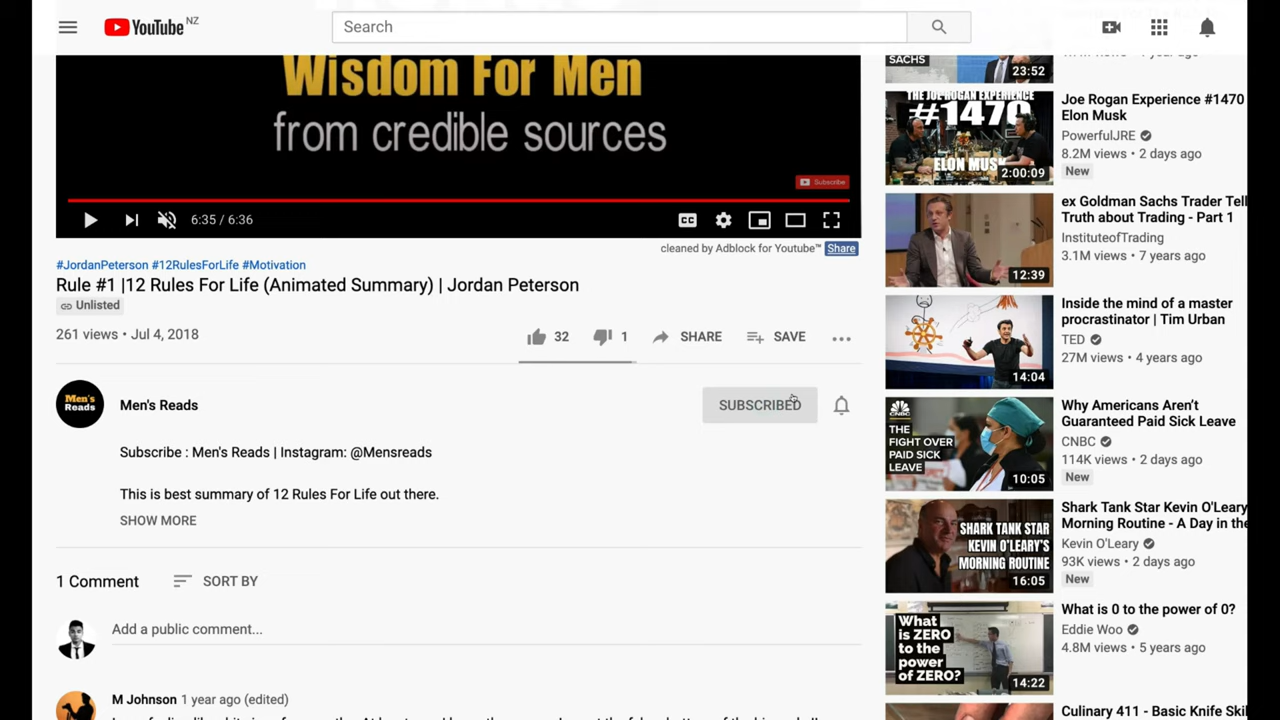 YouTube NZ
Search
Wisdom For Men
from credible sources
Subscribe
6:35 / 6:36
CC
cleaned by Adblock for Youtube™ Share
#JordanPeterson #12RulesForLife #Motivation
Rule #1 |12 Rules For Life (Animated Summary) | Jordan Peterson
Unlisted
261 views • Jul 4, 2018
32
1
SHARE
SAVE
Men's Reads
Men's Reads
SUBSCRIBED
Subscribe : Men's Reads | Instagram: @Mensreads
This is best summary of 12 Rules For Life out there.
SHOW MORE
1 Comment
SORT BY
Add a public comment...
M Johnson 1 year ago (edited)
SACHS
23:52
THE JOE ROGAN EXPERIENCE
#1470
ELON MUSK
2:00:09
Joe Rogan Experience #1470
Elon Musk
PowerfulJRE
8.2M views • 2 days ago
New
12:39
ex Goldman Sachs Trader Tell
Truth about Trading - Part 1
InstituteofTrading
3.1M views • 7 years ago
14:04
Inside the mind of a master
procrastinator | Tim Urban
TED
27M views • 4 years ago
CNBC
THE
FIGHT OVER
PAID SICK
LEAVE
10:05
Why Americans Aren't
Guaranteed Paid Sick Leave
CNBC
114K views • 2 days ago
New
SHARK TANK STAR
KEVIN O'LEARY'S
MORNING ROUTINE
16:05
Shark Tank Star Kevin O'Leary
Morning Routine - A Day in the
Kevin O'Leary
93K views • 2 days ago
New
What
is ZERO
to the
power of
ZERO?
14:22
What is 0 to the power of 0?
Eddie Woo
4.8M views • 5 years ago
Culinary 411 - Basic Knife Skil